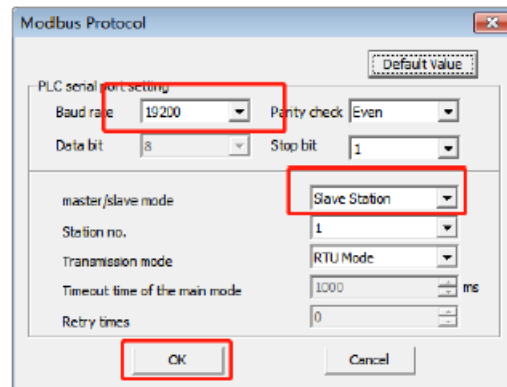 Modbus Protocol
Default Value
PLC serial port setting
Baud rate 19200 Parity check Even
Data bit 8 Stop bit 1
master/slave mode Slave Station
Station no. 1
Transmission mode RTU Mode
Timeout time of the main mode 1000 ms
Retry times 0
OK Cancel